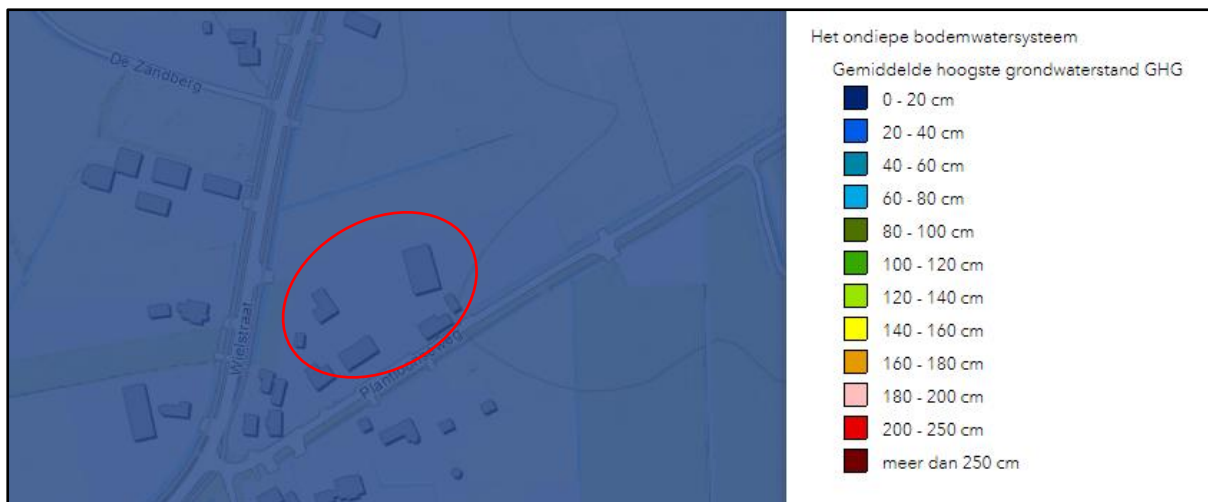 De Zandberg
Wielstraat
Het ondiepe bodemwatersysteem
Gemiddelde hoogste grondwaterstand GHG
0 - 20 cm
20 - 40 cm
40 - 60 cm
60 - 80 cm
80 - 100 cm
100 - 120 cm
120 - 140 cm
140 - 160 cm
160 - 180 cm
180 - 200 cm
200 - 250 cm
meer dan 250 cm